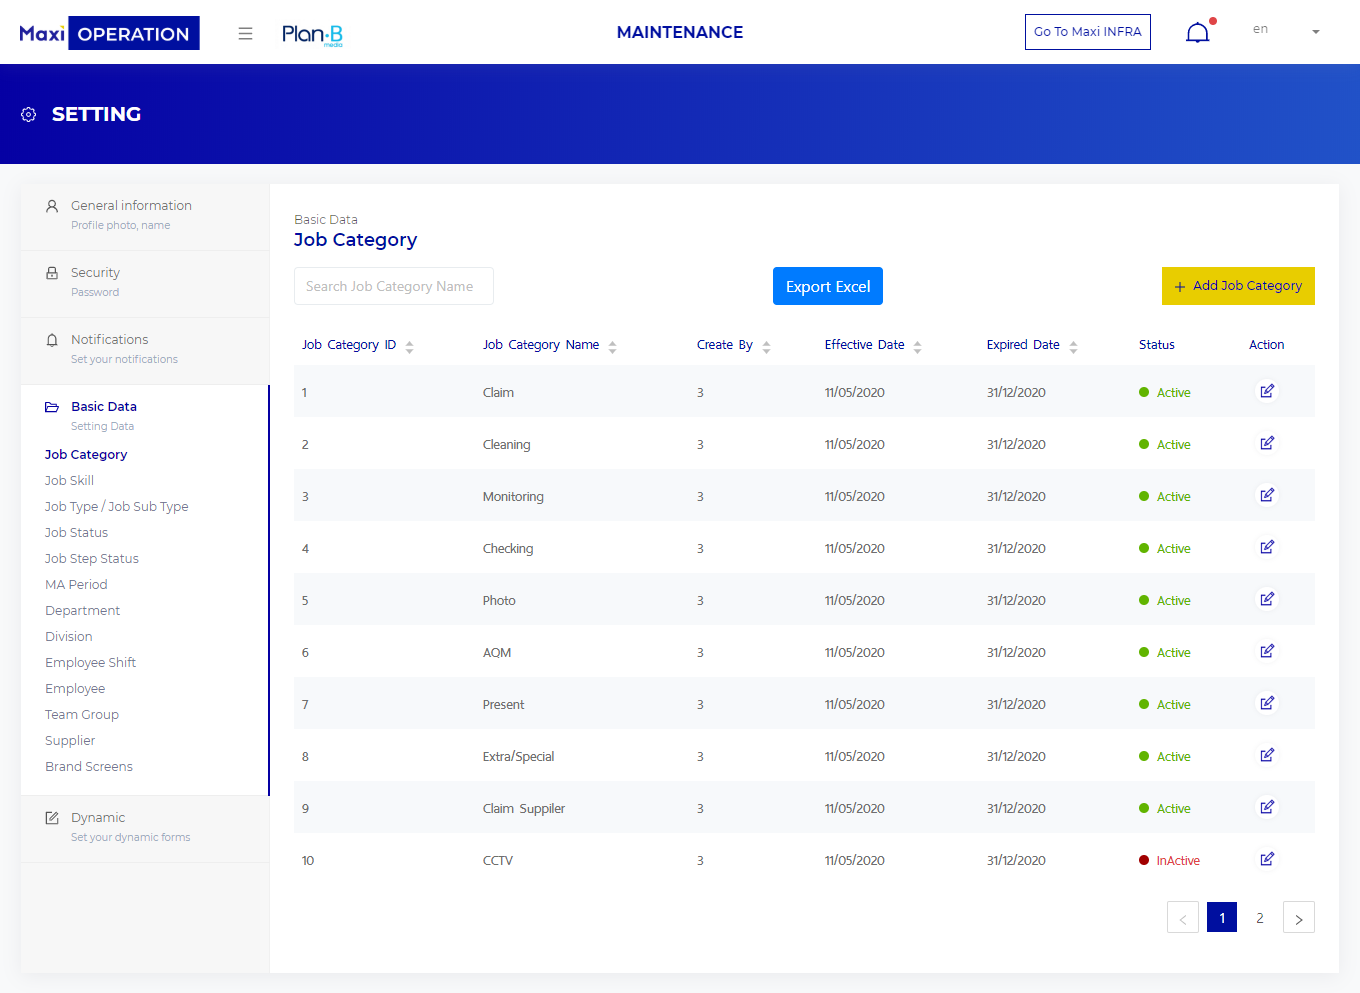 Maxi OPERATION
Plan B media
MAINTENANCE
Go To Maxi INFRA
en
SETTING
General information
Profile photo, name
Security
Password
Notifications
Set your notifications
Basic Data
Setting Data
Job Category
Job Skill
Job Type / Job Sub Type
Job Status
Job Step Status
MA Period
Department
Division
Employee Shift
Employee
Team Group
Supplier
Brand Screens
Dynamic
Set your dynamic forms
Basic Data
Job Category
Search Job Category Name
Export Excel
+ Add Job Category
Job Category ID Job Category Name Create By Effective Date Expired Date Status Action
1 Claim 3 11/05/2020 31/12/2020 Active
2 Cleaning 3 11/05/2020 31/12/2020 Active
3 Monitoring 3 11/05/2020 31/12/2020 Active
4 Checking 3 11/05/2020 31/12/2020 Active
5 Photo 3 11/05/2020 31/12/2020 Active
6 AQM 3 11/05/2020 31/12/2020 Active
7 Present 3 11/05/2020 31/12/2020 Active
8 Extra/Special 3 11/05/2020 31/12/2020 Active
9 Claim Suppiler 3 11/05/2020 31/12/2020 Active
10 CCTV 3 11/05/2020 31/12/2020 InActive
< 1 2 >